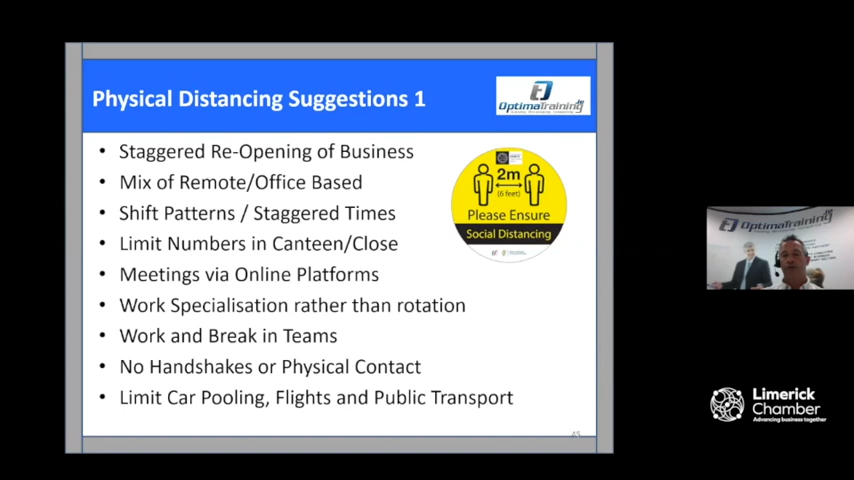 Physical Distancing Suggestions 1
OptimaTraining
• Staggered Re-Opening of Business
• Mix of Remote/Office Based
• Shift Patterns / Staggered Times
• Limit Numbers in Canteen/Close
• Meetings via Online Platforms
• Work Specialisation rather than rotation
• Work and Break in Teams
• No Handshakes or Physical Contact
• Limit Car Pooling, Flights and Public Transport
2m
(6 feet)
Please Ensure
Social Distancing
45
OptimaTraining
Limerick
Chamber
Advancing business together